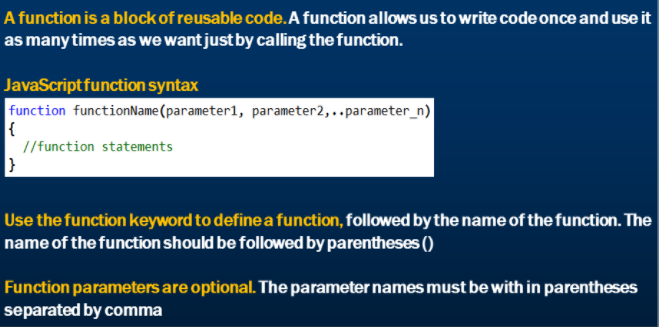 A function is a block of reusable code. A function allows us to write code once and use it
as many times as we want just by calling the function.
JavaScript function syntax
function functionName(parameter1, parameter2,..parameter_n)
{
//function statements
}
Use the function keyword to define a function, followed by the name of the function. The
name of the function should be followed by parentheses ()
Function parameters are optional. The parameter names must be with in parentheses
separated by comma